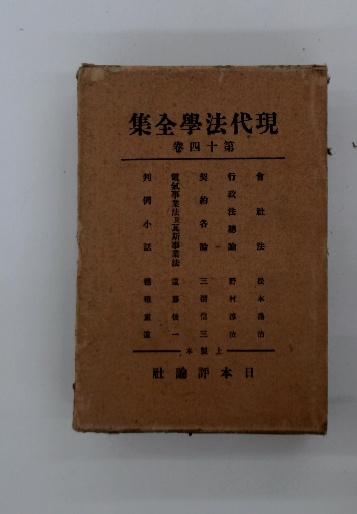 現代法學全集
第十四卷
會社法 松本烝治
行政法總論 野村淳治
契約各論 三潴信三
電氣事業法及瓦斯事業法 遠藤後一
判例小話 穗積重遠
上製本
日本評論社